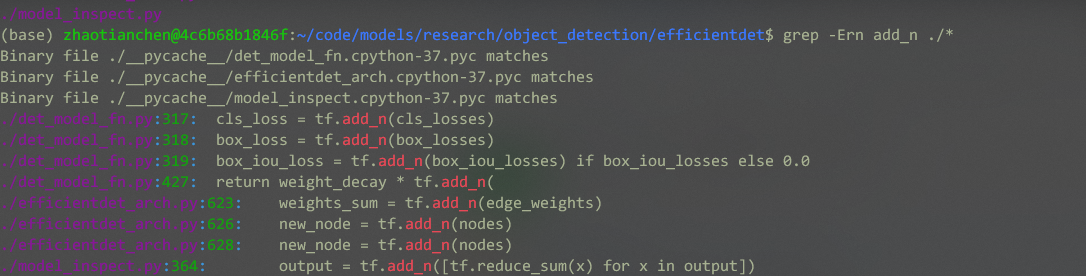 ./model_inspect.py
(base) zhaotianchen@4c6b68b1846f:~/code/models/research/object_detection/efficientdet$ grep -Ern add_n ./*
Binary file ./__pycache__/det_model_fn.cpython-37.pyc matches
Binary file ./__pycache__/efficientdet_arch.cpython-37.pyc matches
Binary file ./__pycache__/model_inspect.cpython-37.pyc matches
./det_model_fn.py:317:  cls_loss = tf.add_n(cls_losses)
./det_model_fn.py:318:  box_loss = tf.add_n(box_losses)
./det_model_fn.py:319:  box_iou_loss = tf.add_n(box_iou_losses) if box_iou_losses else 0.0
./det_model_fn.py:427:  return weight_decay * tf.add_n(
./efficientdet_arch.py:623:    weights_sum = tf.add_n(edge_weights)
./efficientdet_arch.py:626:    new_node = tf.add_n(nodes)
./efficientdet_arch.py:628:    new_node = tf.add_n(nodes)
./model_inspect.py:364:        output = tf.add_n([tf.reduce_sum(x) for x in output])